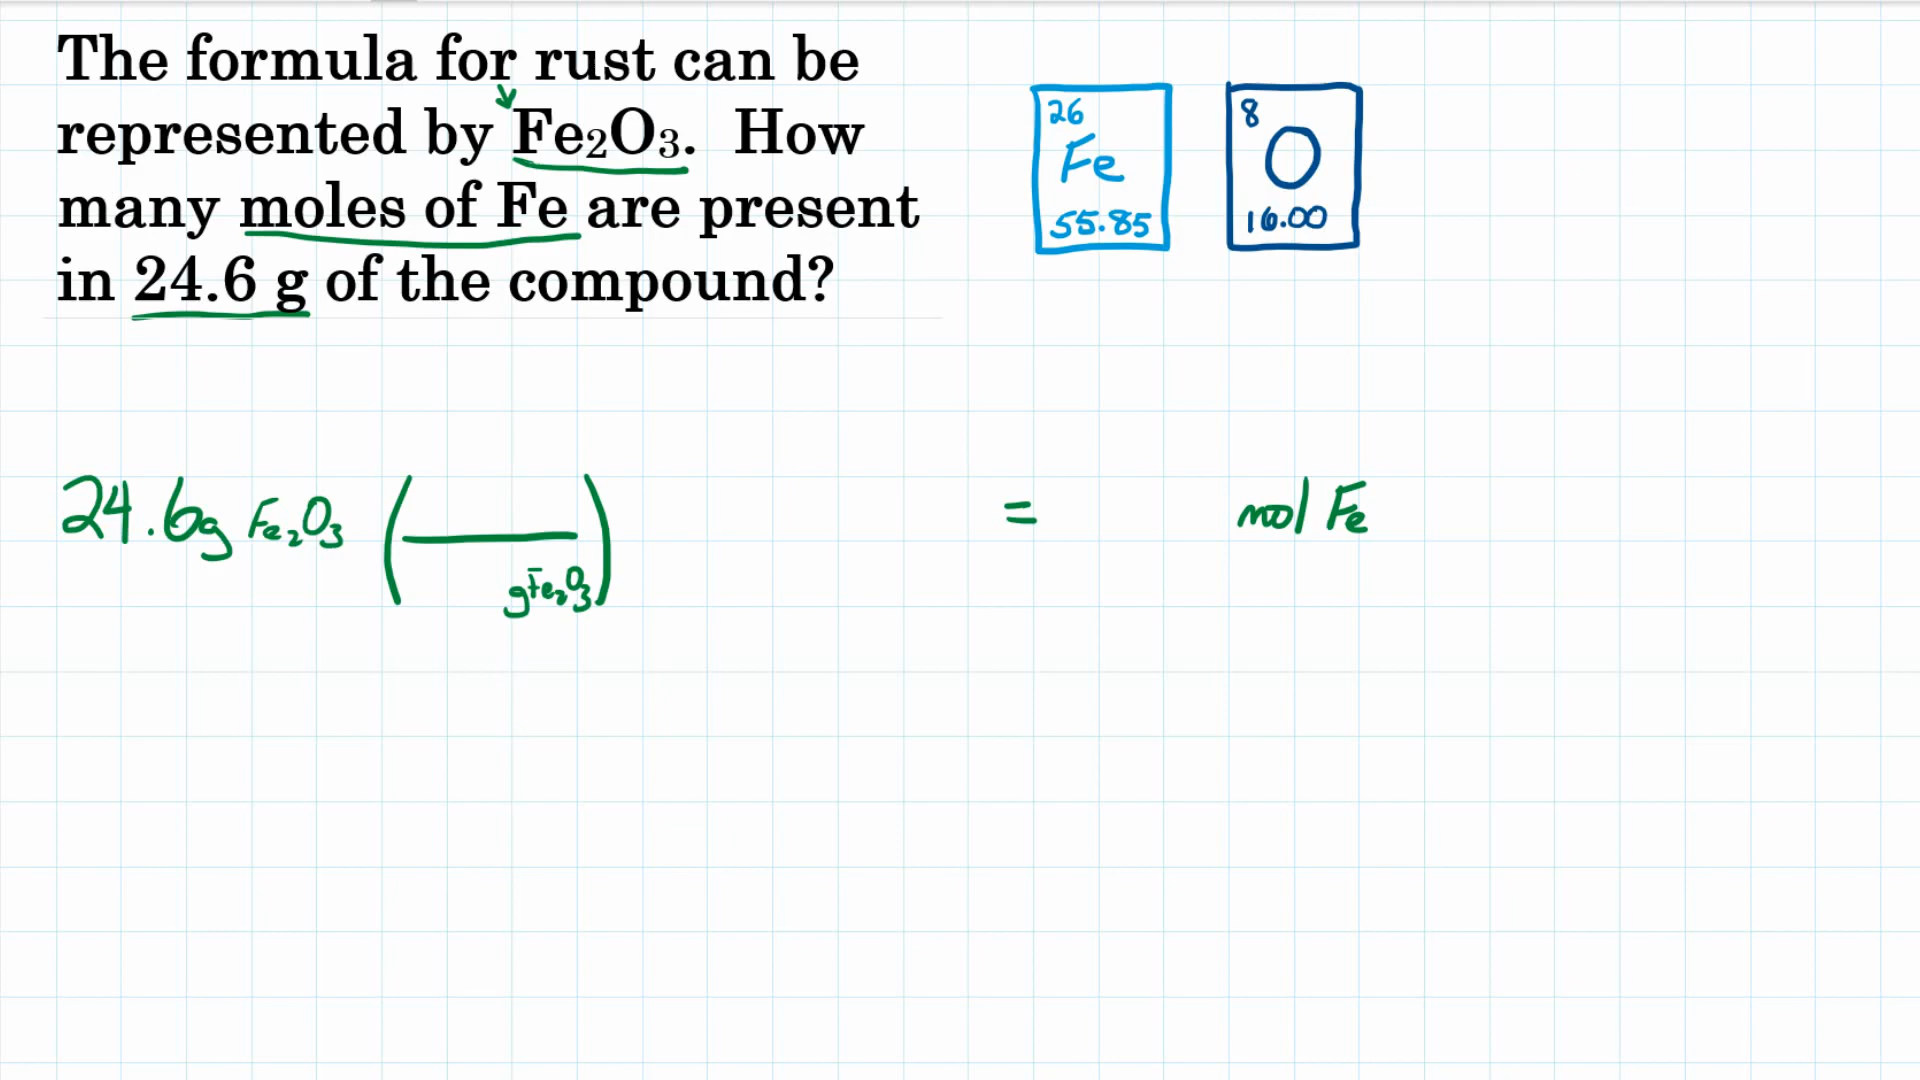 The formula for rust can be
represented by Fe₂O₃. How
many moles of Fe are present
in 24.6 g of the compound?
26
Fe
55.85
8
O
16.00
24.6g Fe₂O₃ ( / g Fe₂O₃ ) = mol Fe